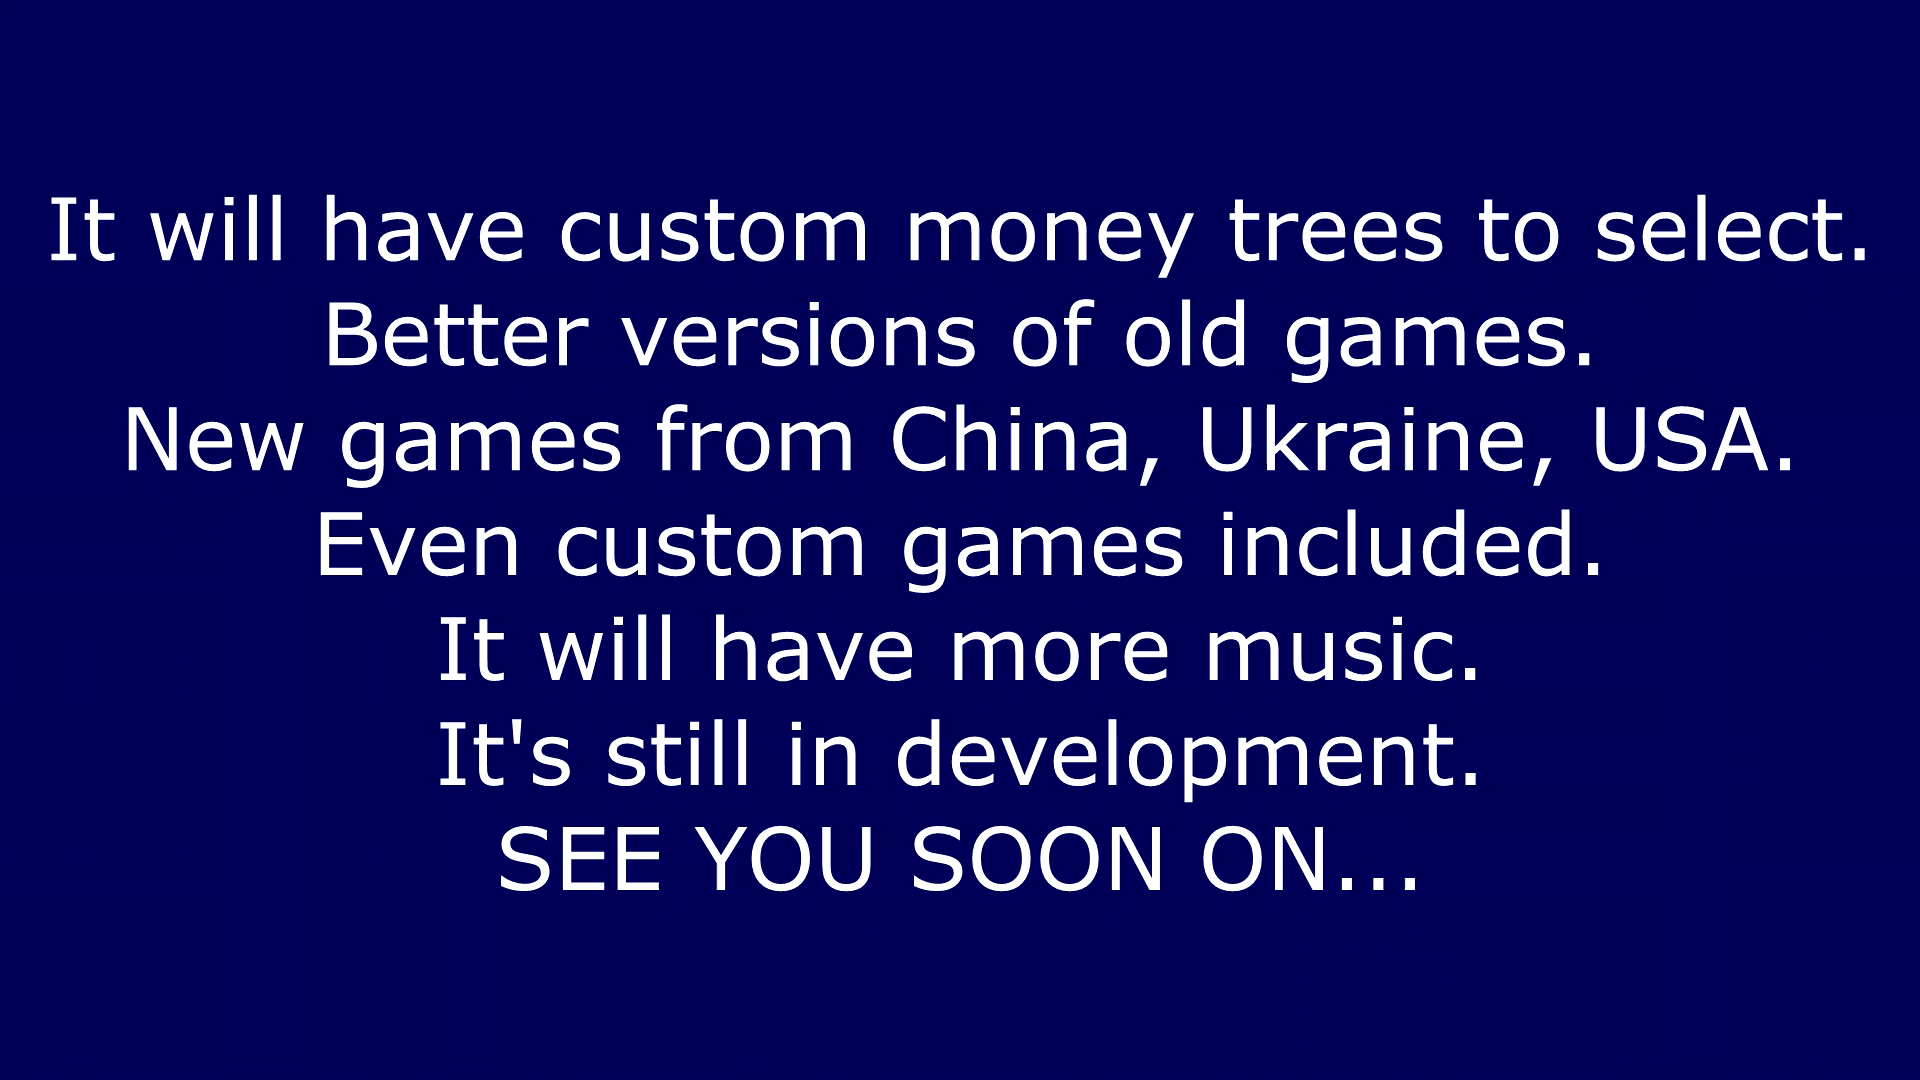 It will have custom money trees to select.
Better versions of old games.
New games from China, Ukraine, USA.
Even custom games included.
It will have more music.
It's still in development.
SEE YOU SOON ON...